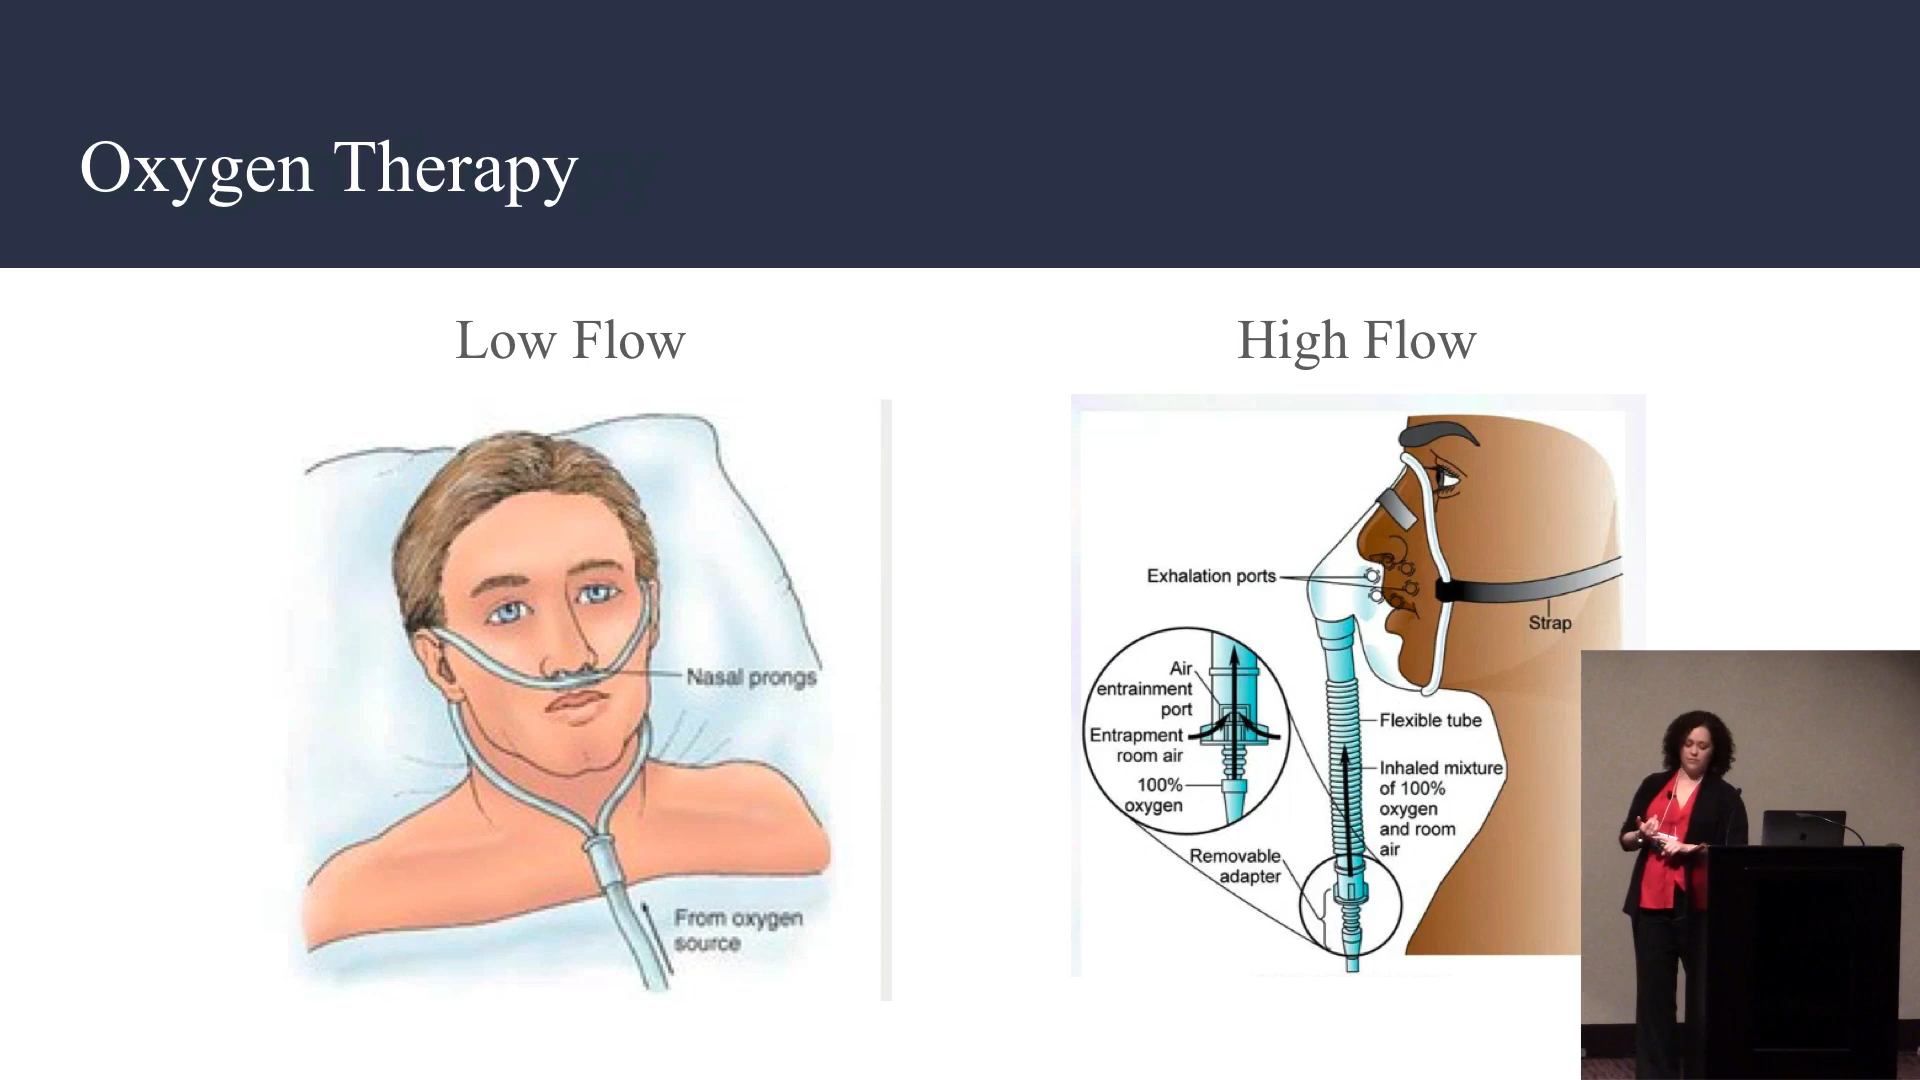 Oxygen Therapy
Low Flow
High Flow
Nasal prongs
From oxygen
source
Exhalation ports
Strap
Air
entrainment
port
Entrapment
room air
100%
oxygen
Flexible tube
Inhaled mixture
of 100%
oxygen
and room
air
Removable
adapter